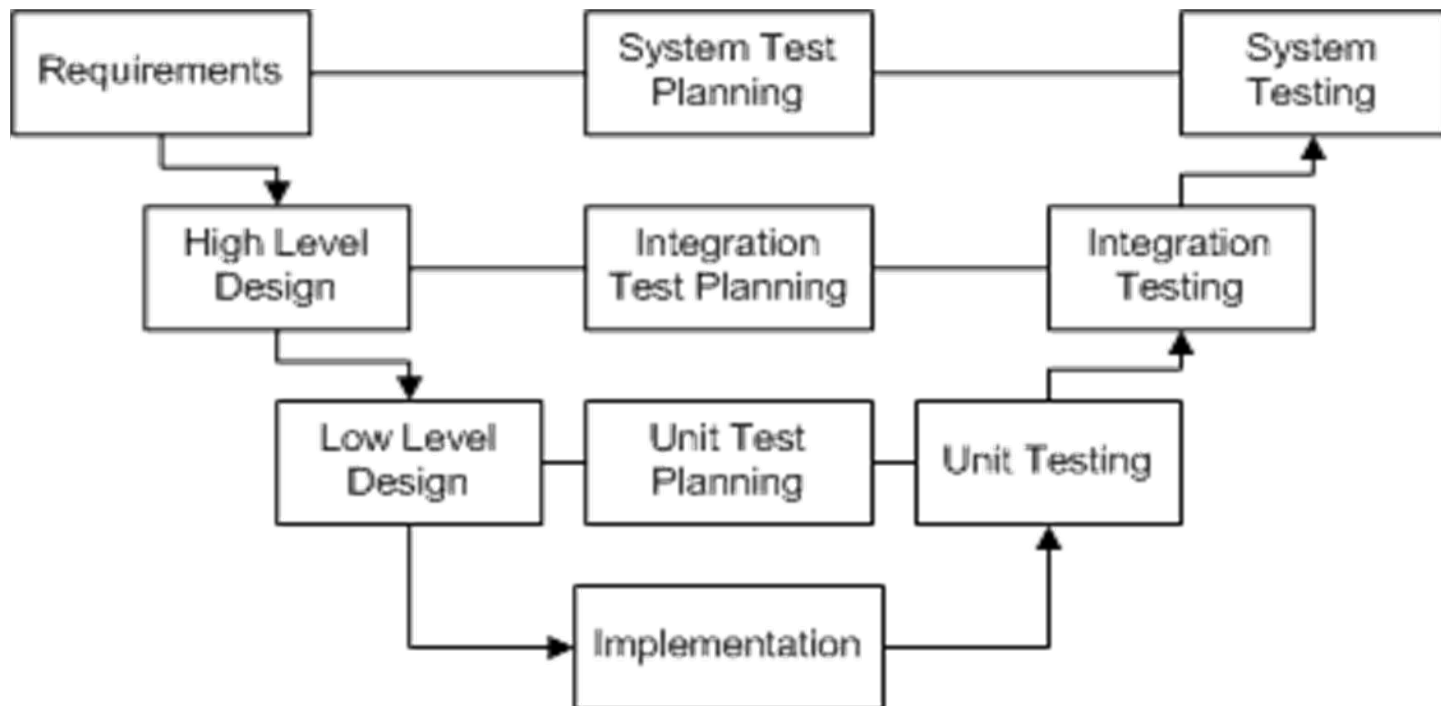 Requirements
System Test
Planning
System
Testing
High Level
Design
Integration
Test Planning
Integration
Testing
Low Level
Design
Unit Test
Planning
Unit Testing
Implementation